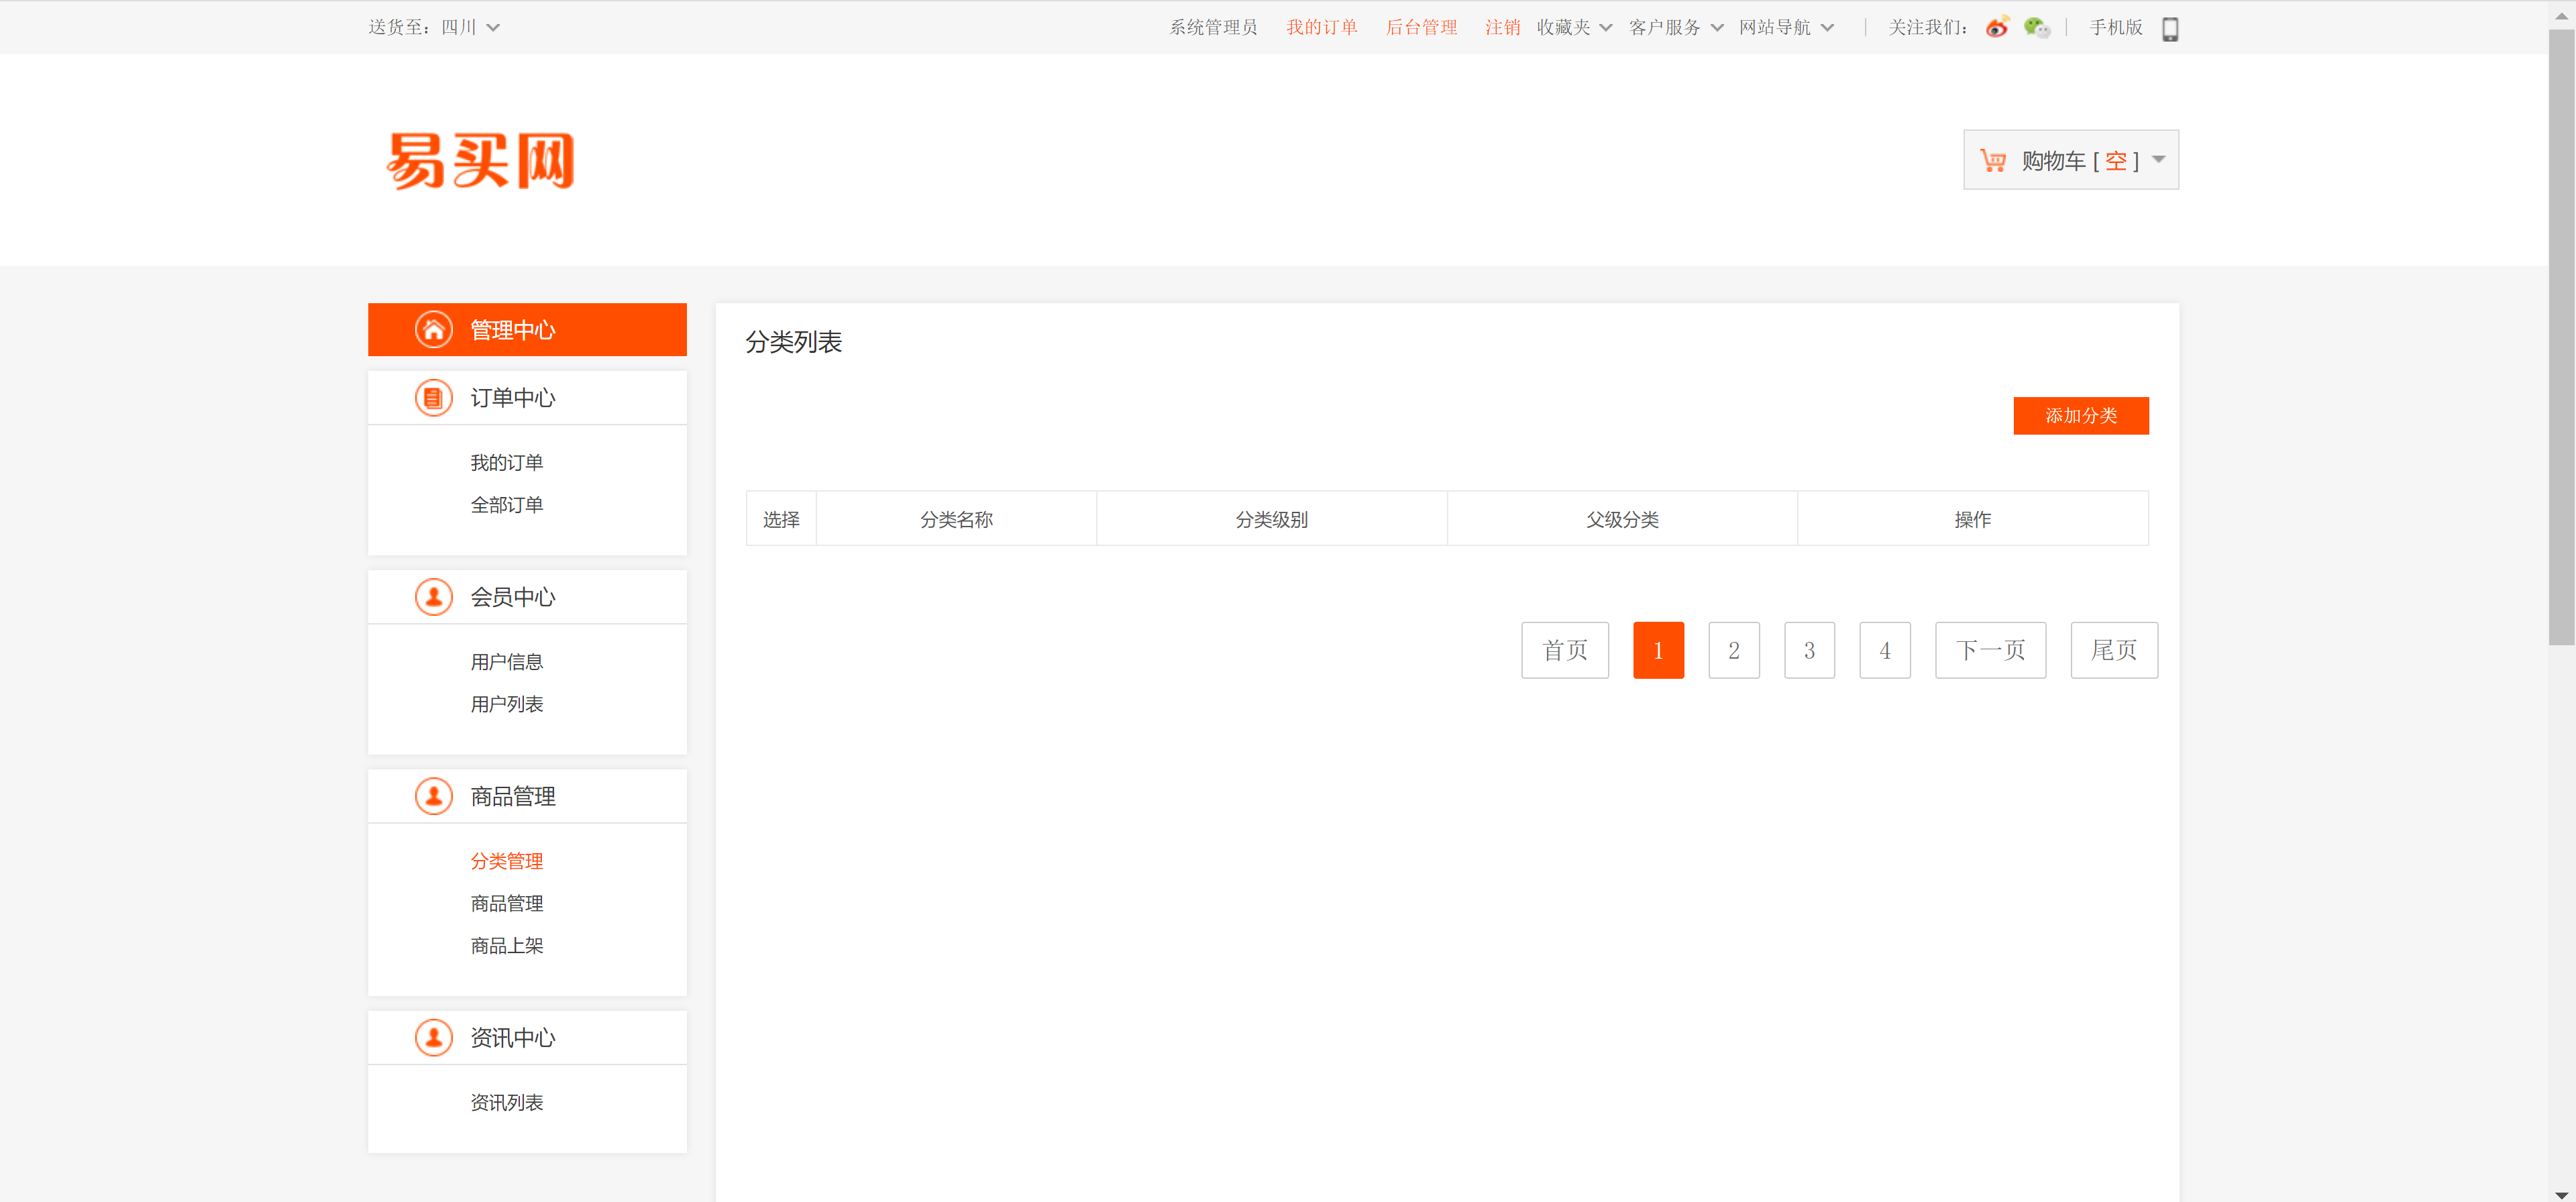 送货至：四川
系统管理员 我的订单 后台管理 注销 收藏夹 客户服务 网站导航 关注我们： 手机版
易买网
购物车 [ 空 ]
管理中心
订单中心
我的订单
全部订单
会员中心
用户信息
用户列表
商品管理
分类管理
商品管理
商品上架
资讯中心
资讯列表
分类列表
添加分类
选择 分类名称 分类级别 父级分类 操作
首页 1 2 3 4 下一页 尾页